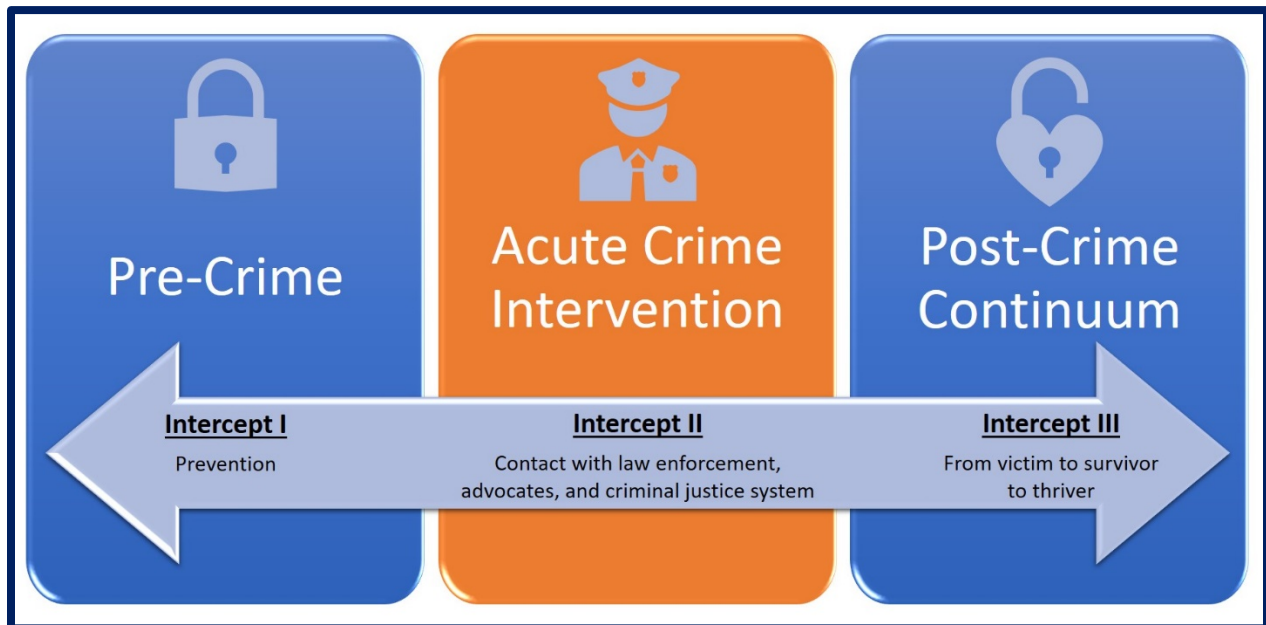 Pre-Crime
Acute Crime
Intervention
Post-Crime
Continuum
Intercept I
Prevention
Intercept II
Contact with law enforcement,
advocates, and criminal justice system
Intercept III
From victim to survivor
to thriver